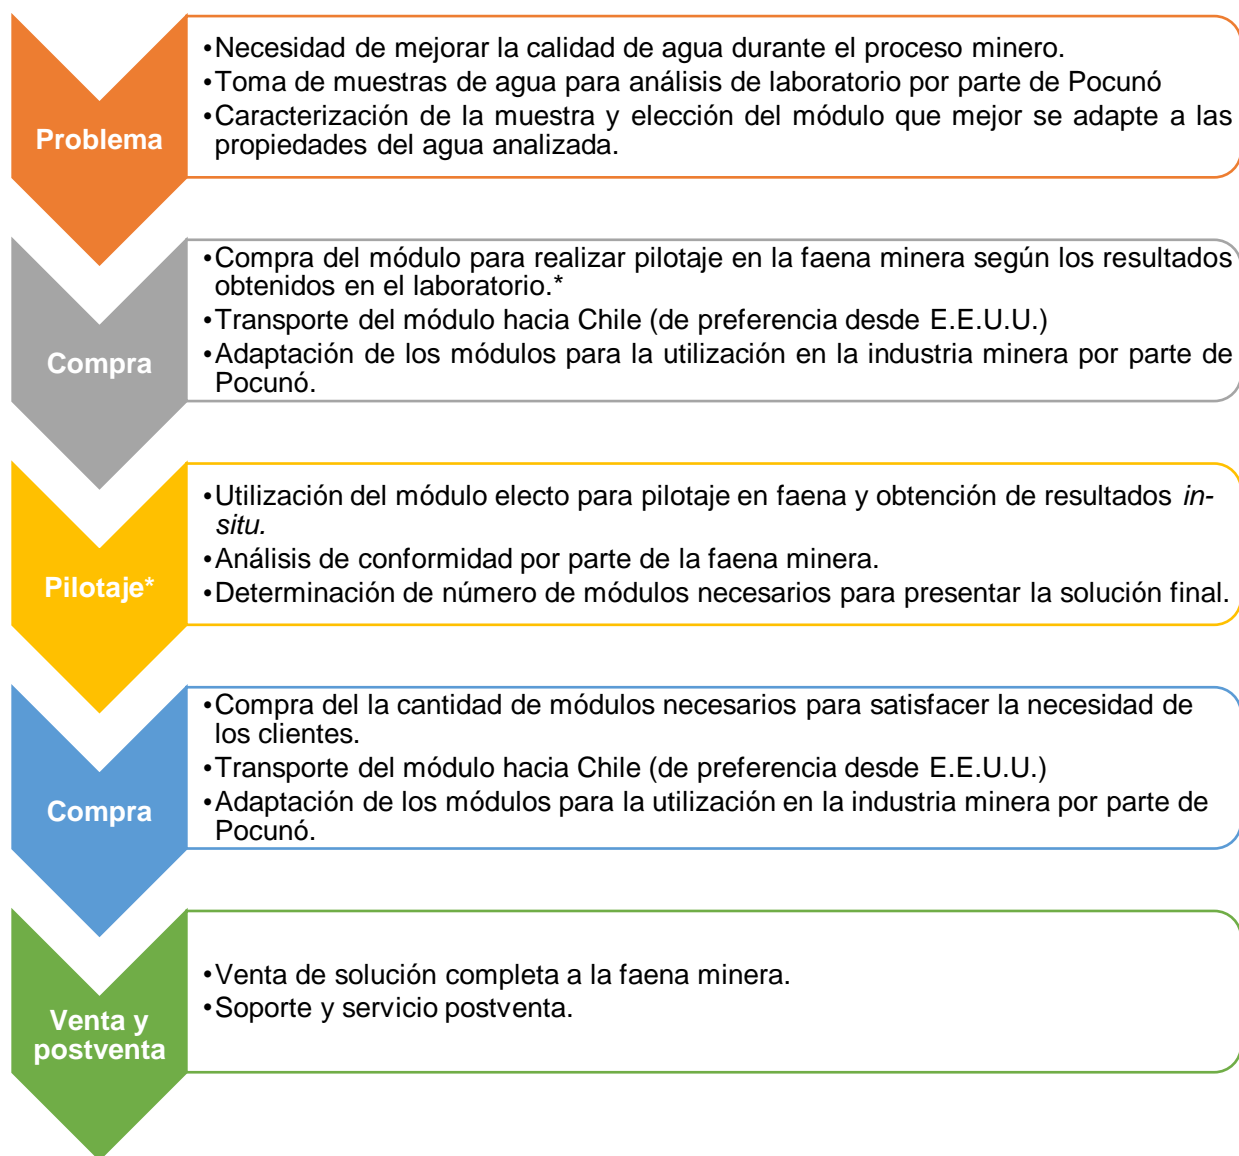 Problema
•Necesidad de mejorar la calidad de agua durante el proceso minero.
•Toma de muestras de agua para análisis de laboratorio por parte de Pocunó
•Caracterización de la muestra y elección del módulo que mejor se adapte a las
propiedades del agua analizada.
Compra
•Compra del módulo para realizar pilotaje en la faena minera según los resultados
obtenidos en el laboratorio.*
•Transporte del módulo hacia Chile (de preferencia desde E.E.U.U.)
•Adaptación de los módulos para la utilización en la industria minera por parte de
Pocunó.
Pilotaje*
•Utilización del módulo electo para pilotaje en faena y obtención de resultados in-
situ.
•Análisis de conformidad por parte de la faena minera.
•Determinación de número de módulos necesarios para presentar la solución final.
Compra
•Compra del la cantidad de módulos necesarios para satisfacer la necesidad de
los clientes.
•Transporte del módulo hacia Chile (de preferencia desde E.E.U.U.)
•Adaptación de los módulos para la utilización en la industria minera por parte de
Pocunó.
Venta y
postventa
•Venta de solución completa a la faena minera.
•Soporte y servicio postventa.